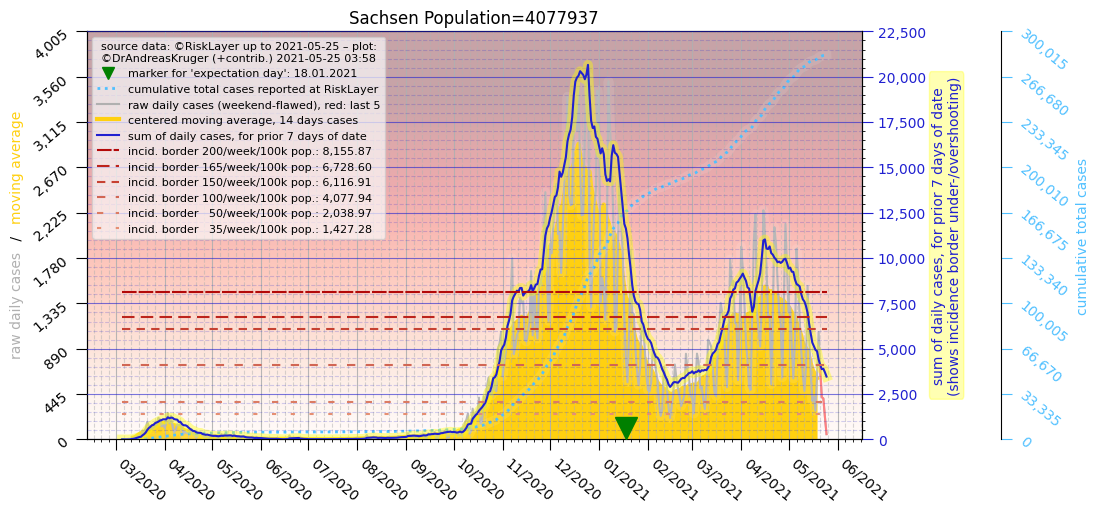 Sachsen Population=4077937
source data: ©RiskLayer up to 2021-05-25 – plot:
©DrAndreasKruger (+contrib.) 2021-05-25 03:58
marker for 'expectation day': 18.01.2021
cumulative total cases reported at RiskLayer
raw daily cases (weekend-flawed), red: last 5
centered moving average, 14 days cases
sum of daily cases, for prior 7 days of date
incid. border 200/week/100k pop.: 8,155.87
incid. border 165/week/100k pop.: 6,728.60
incid. border 150/week/100k pop.: 6,116.91
incid. border 100/week/100k pop.: 4,077.94
incid. border   50/week/100k pop.: 2,038.97
incid. border   35/week/100k pop.: 1,427.28
raw daily cases   /   moving average
4,005
3,560
3,115
2,670
2,225
1,780
1,335
890
445
0
03/2020
04/2020
05/2020
06/2020
07/2020
08/2020
09/2020
10/2020
11/2020
12/2020
01/2021
02/2021
03/2021
04/2021
05/2021
06/2021
22,500
20,000
17,500
15,000
12,500
10,000
7,500
5,000
2,500
0
sum of daily cases, for prior 7 days of date
(shows incidence border under-/overshooting)
300,015
266,680
233,345
200,010
166,675
133,340
100,005
66,670
33,335
0
cumulative total cases